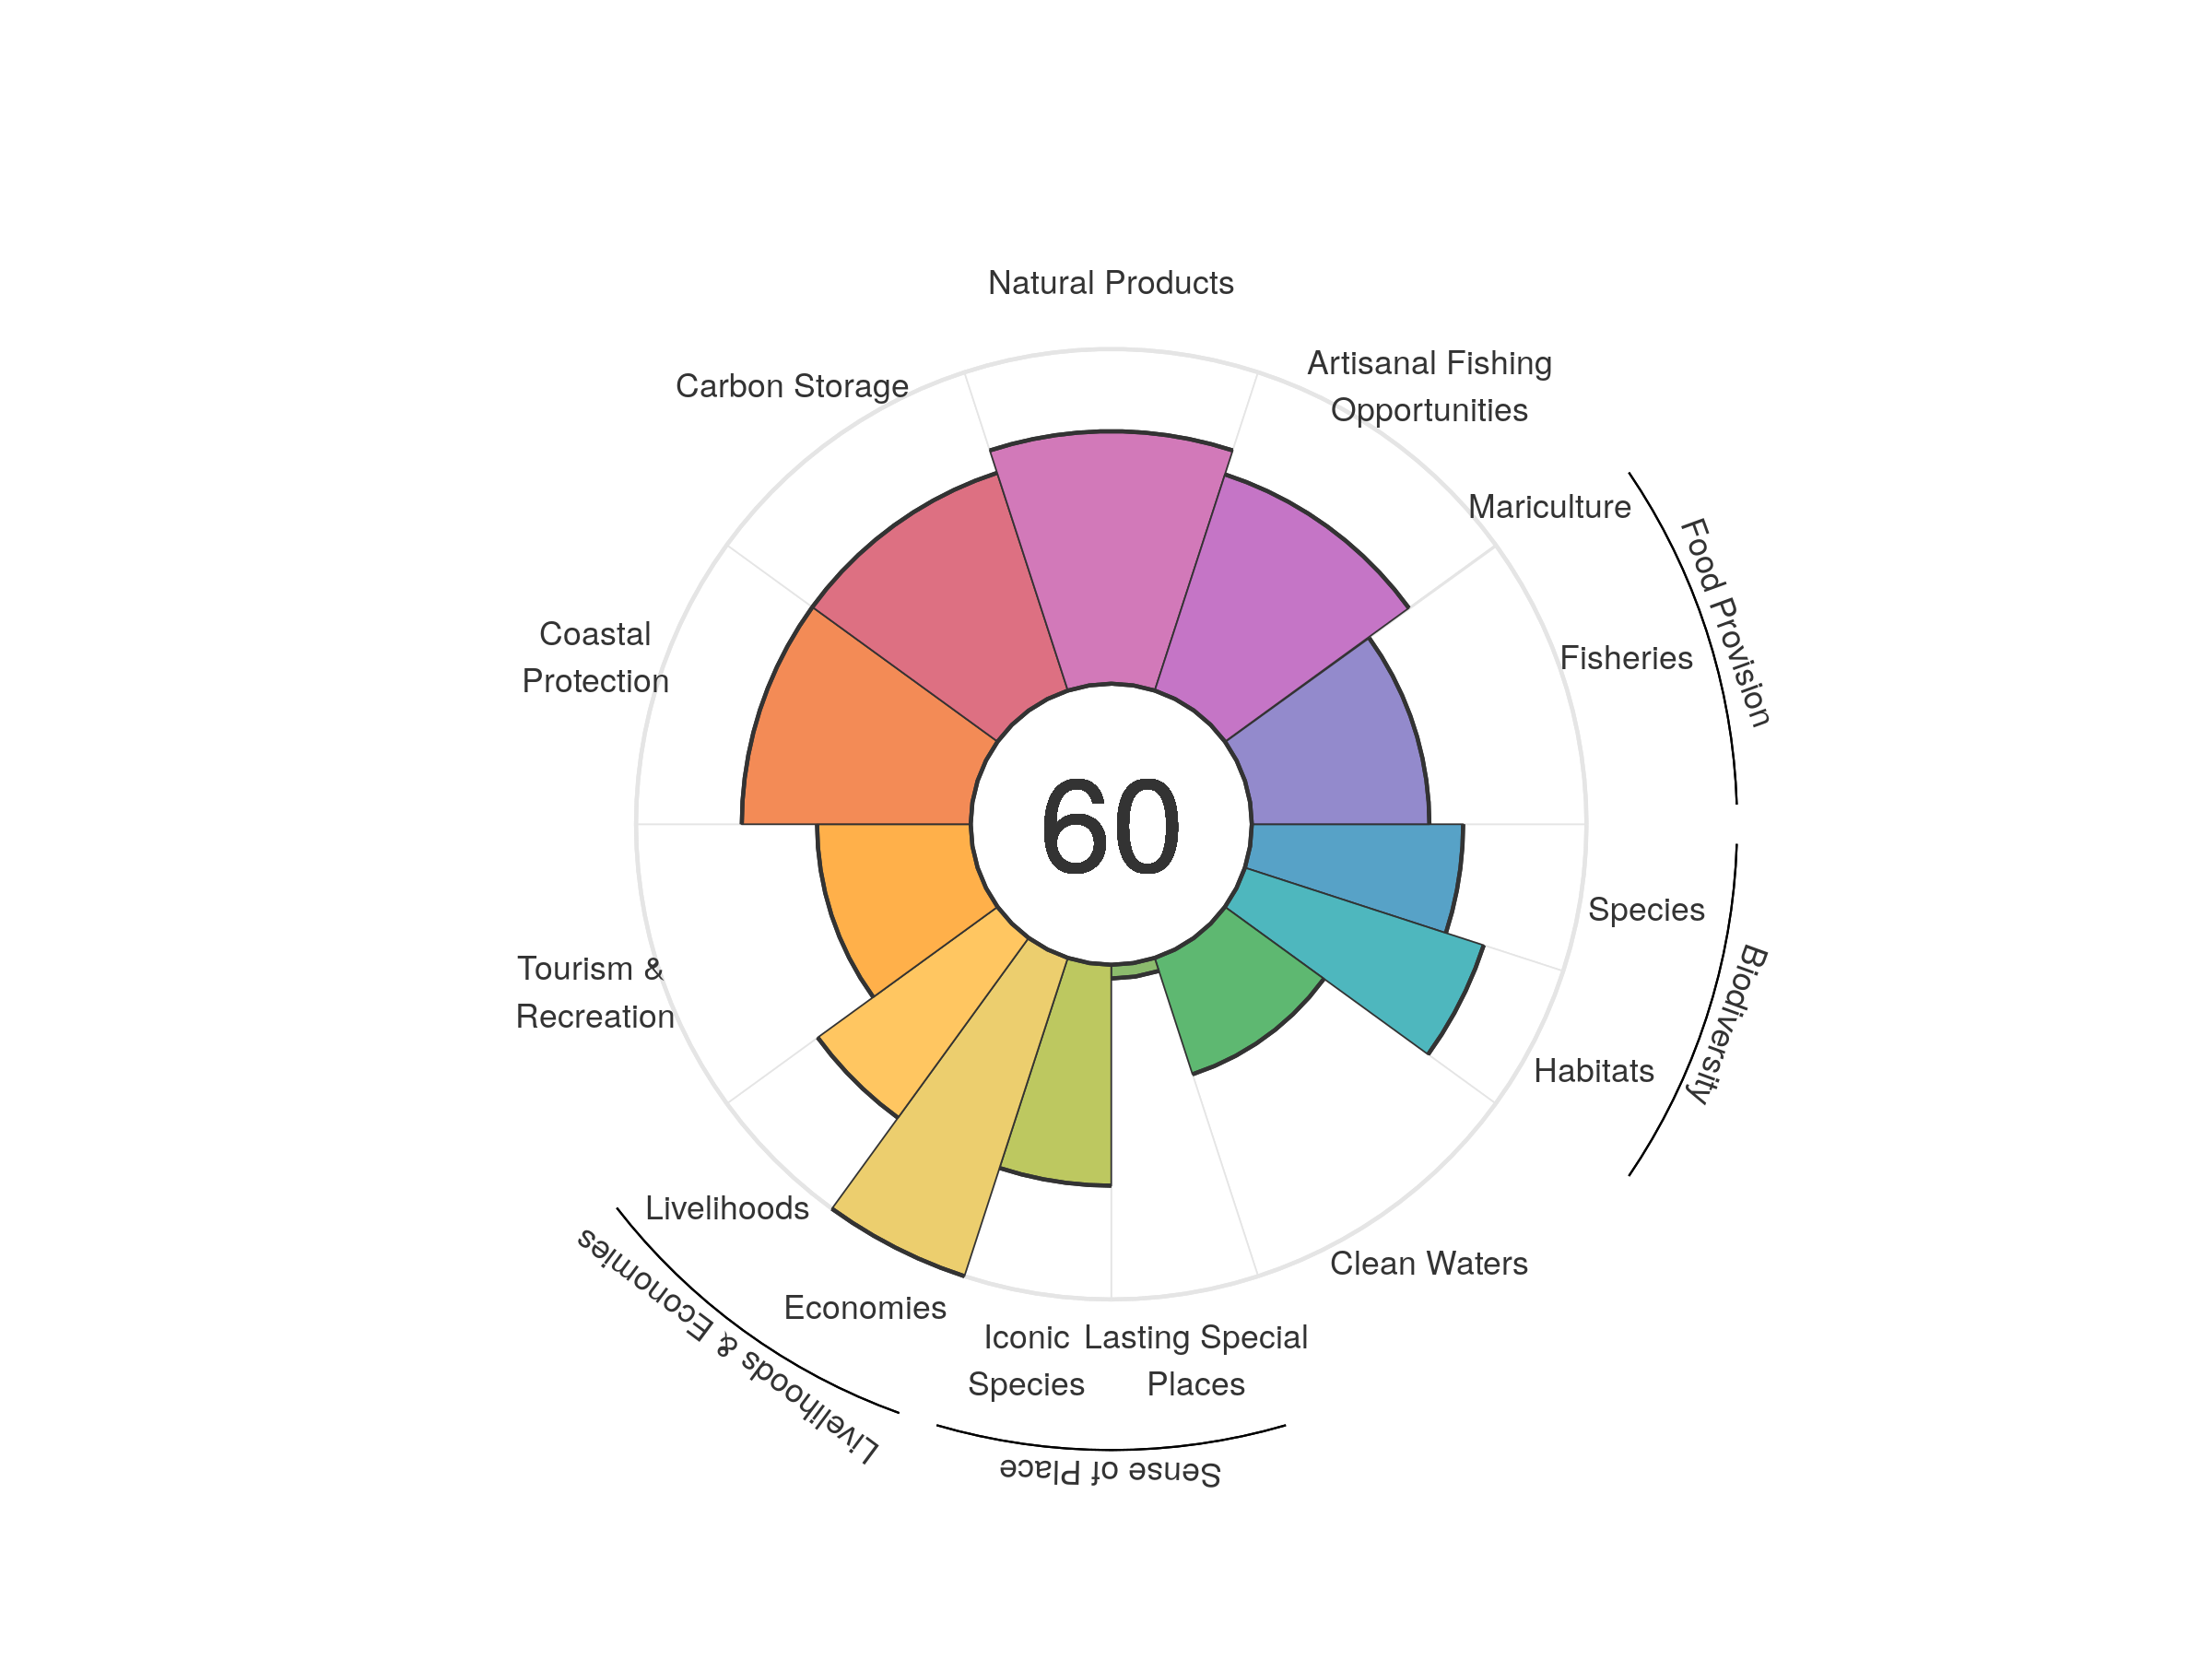 Natural Products
Artisanal Fishing
Opportunities
Carbon Storage
Mariculture
Food Provision
Coastal
Protection
Fisheries
60
Species
Biodiversity
Tourism &
Recreation
Habitats
Livelihoods
Clean Waters
Livelihoods & Economies
Economies
Iconic
Species
Lasting Special
Places
Sense of Place